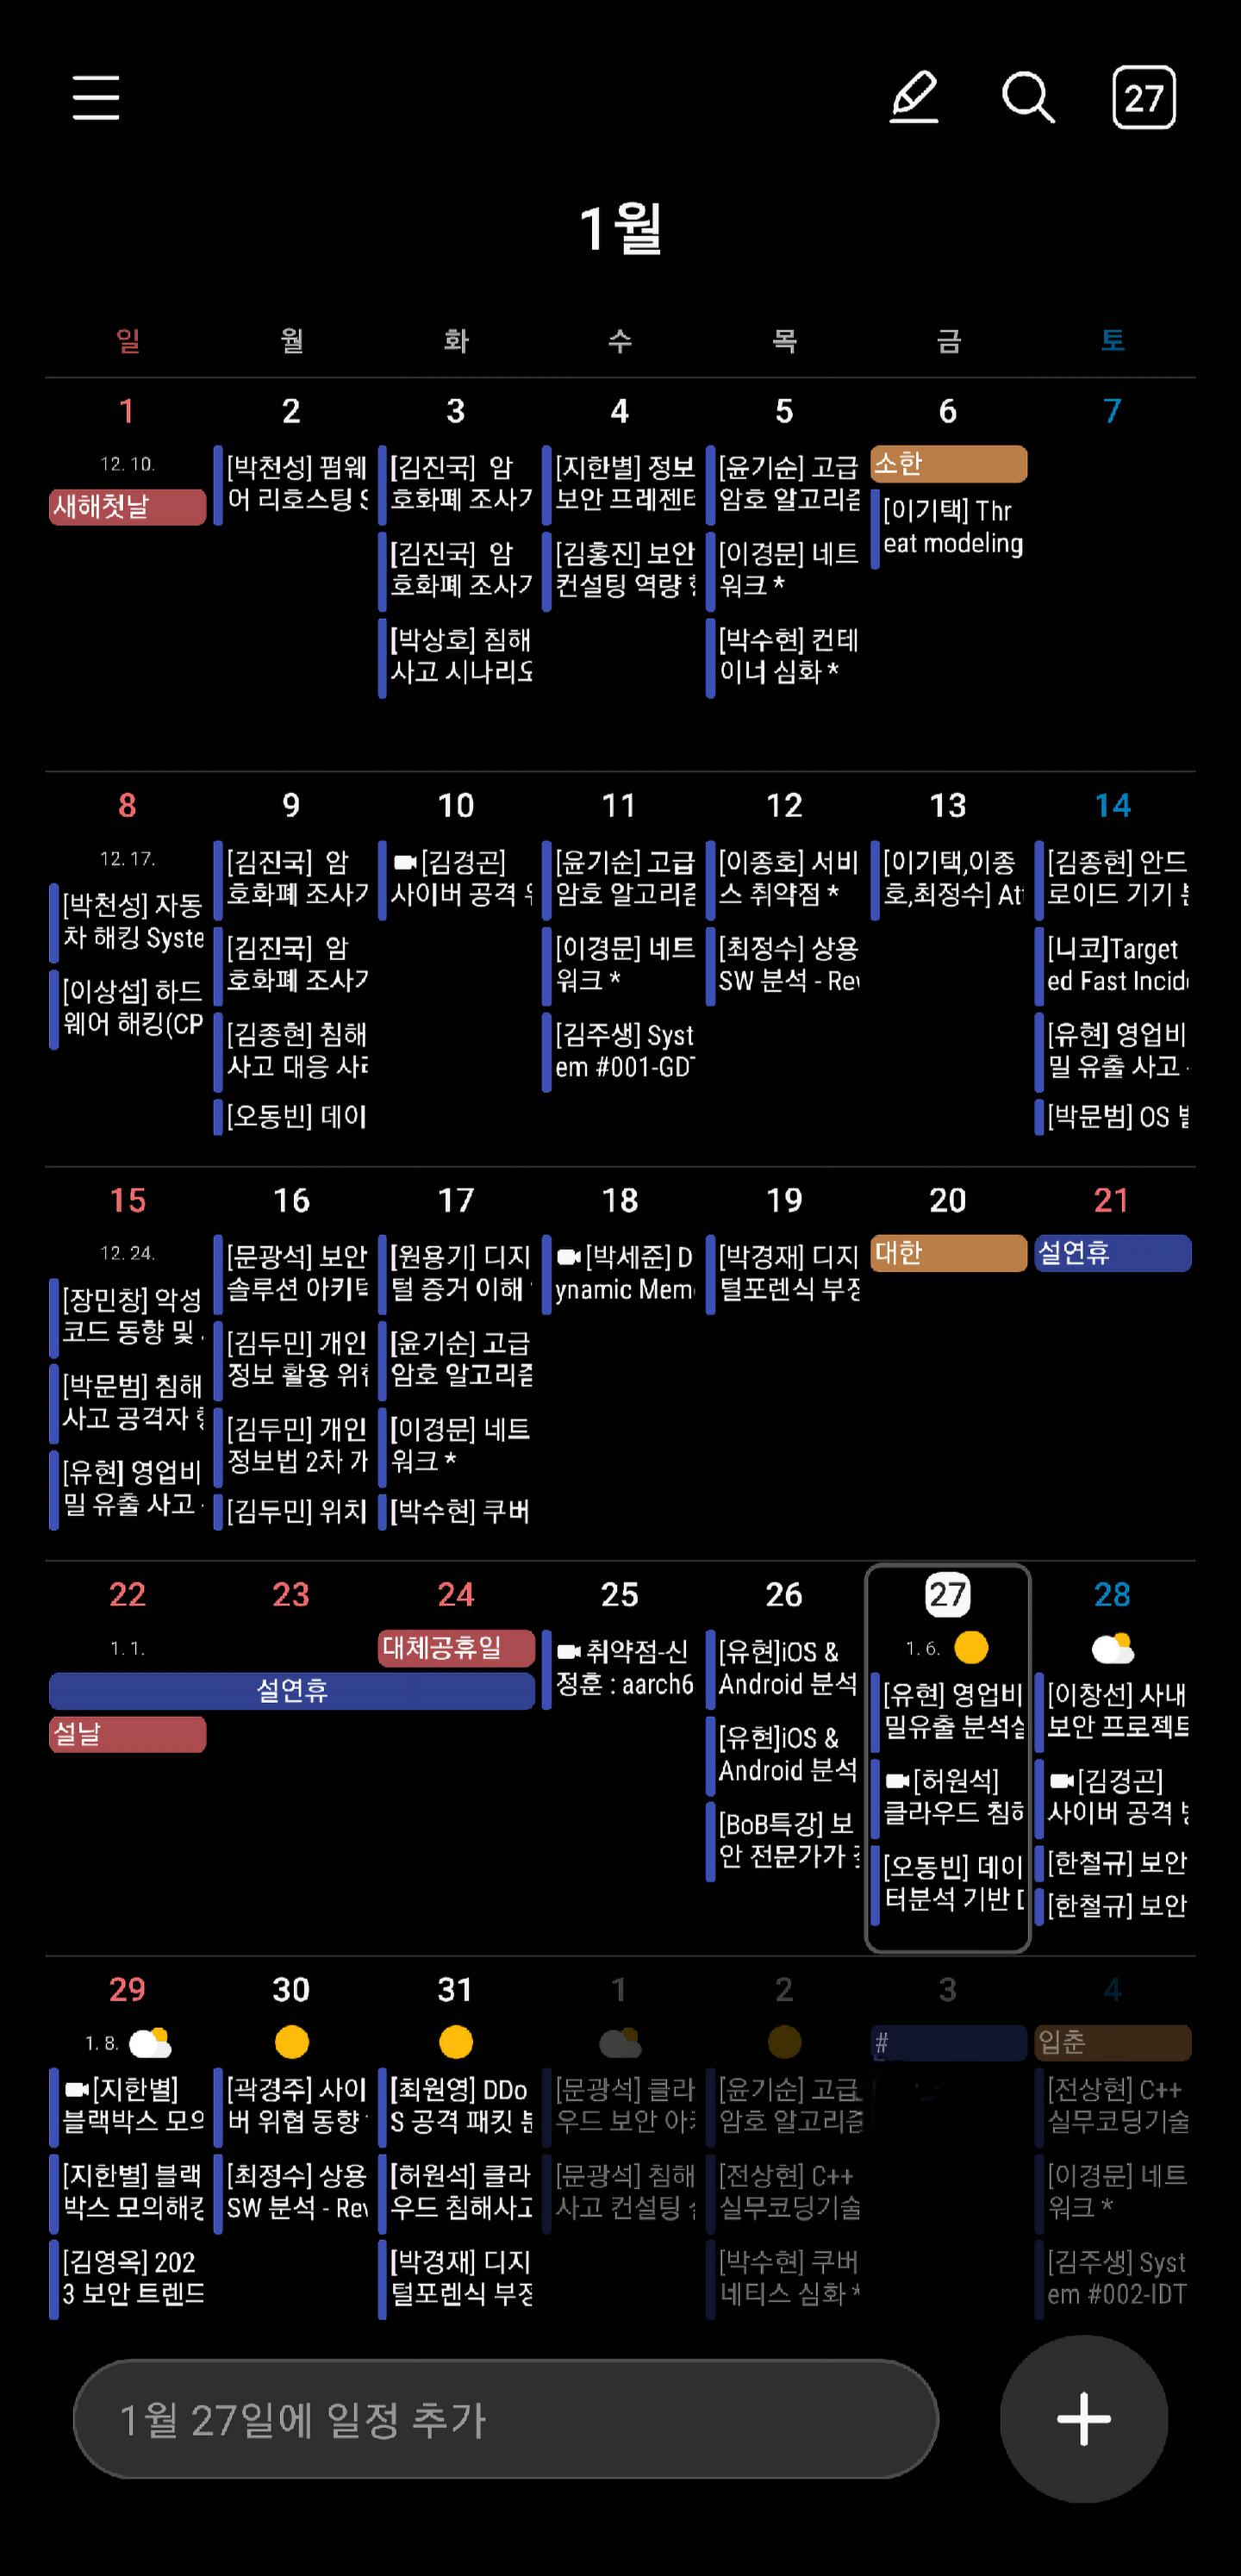 27
1월
일 월 화 수 목 금 토
1 2 3 4 5 6 7
12. 10.
새해첫날
[박천성] 펌웨
어 리호스팅
[김진국] 암
호화폐 조사기
[김진국] 암
호화폐 조사기
[박상호] 침해
사고 시나리오
[지한별] 정보
보안 프레젠테
[김홍진] 보안
컨설팅 역량
[윤기순] 고급
암호 알고리즘
[이경문] 네트
워크 *
[박수현] 컨테
이너 심화 *
소한
[이기택] Thr
eat modeling
8 9 10 11 12 13 14
12. 17.
[박천성] 자동
차 해킹 Syste
[이상섭] 하드
웨어 해킹(CP
[김진국] 암
호화폐 조사기
[김진국] 암
호화폐 조사기
[김종현] 침해
사고 대응 사
[오동빈] 데이
[김경곤]
사이버 공격
[윤기순] 고급
암호 알고리즘
[이경문] 네트
워크 *
[김주생] Syst
em #001-GDT
[이종호] 서비
스 취약점 *
[최정수] 상용
SW 분석 - Rev
[이기택,이종
호,최정수] Att
[김종현] 안드
로이드 기기
[니코]Target
ed Fast Incid
[유현] 영업비
밀 유출 사고
[박문범] OS
15 16 17 18 19 20 21
12. 24.
[장민창] 악성
코드 동향 및
[박문범] 침해
사고 공격자
[유현] 영업비
밀 유출 사고
[문광석] 보안
솔루션 아키텍
[김두민] 개인
정보 활용 위
[김두민] 개인
정보법 2차 개
[김두민] 위치
[원용기] 디지
털 증거 이해
[윤기순] 고급
암호 알고리즘
[이경문] 네트
워크 *
[박수현] 쿠버
[박세준] D
ynamic Mem
[박경재] 디지
털포렌식 부정
대한
설연휴
22 23 24 25 26 27 28
1. 1.
대체공휴일
설연휴
설날
취약점-신
정훈 : aarch6
[유현]iOS &
Android 분석
[유현]iOS &
Android 분석
[BoB특강] 보
안 전문가가
1. 6.
[유현] 영업비
밀유출 분석실
[허원석]
클라우드 침해
[오동빈] 데이
터분석 기반
[이창선] 사내
보안 프로젝트
[김경곤]
사이버 공격
[한철규] 보안
[한철규] 보안
29 30 31 1 2 3 4
1. 8.
[지한별]
블랙박스 모의
[지한별] 블랙
박스 모의해킹
[김영옥] 202
3 보안 트렌드
[곽경주] 사이
버 위협 동향
[최정수] 상용
SW 분석 - Rev
[최원영] DDo
S 공격 패킷
[허원석] 클라
우드 침해사고
[박경재] 디지
털포렌식 부정
[문광석] 클라
우드 보안 아키
[문광석] 침해
사고 컨설팅
[윤기순] 고급
암호 알고리즘
[전상현] C++
실무코딩기술
[박수현] 쿠버
네티스 심화 *
#
입춘
[전상현] C++
실무코딩기술
[이경문] 네트
워크 *
[김주생] Syst
em #002-IDT
1월 27일에 일정 추가